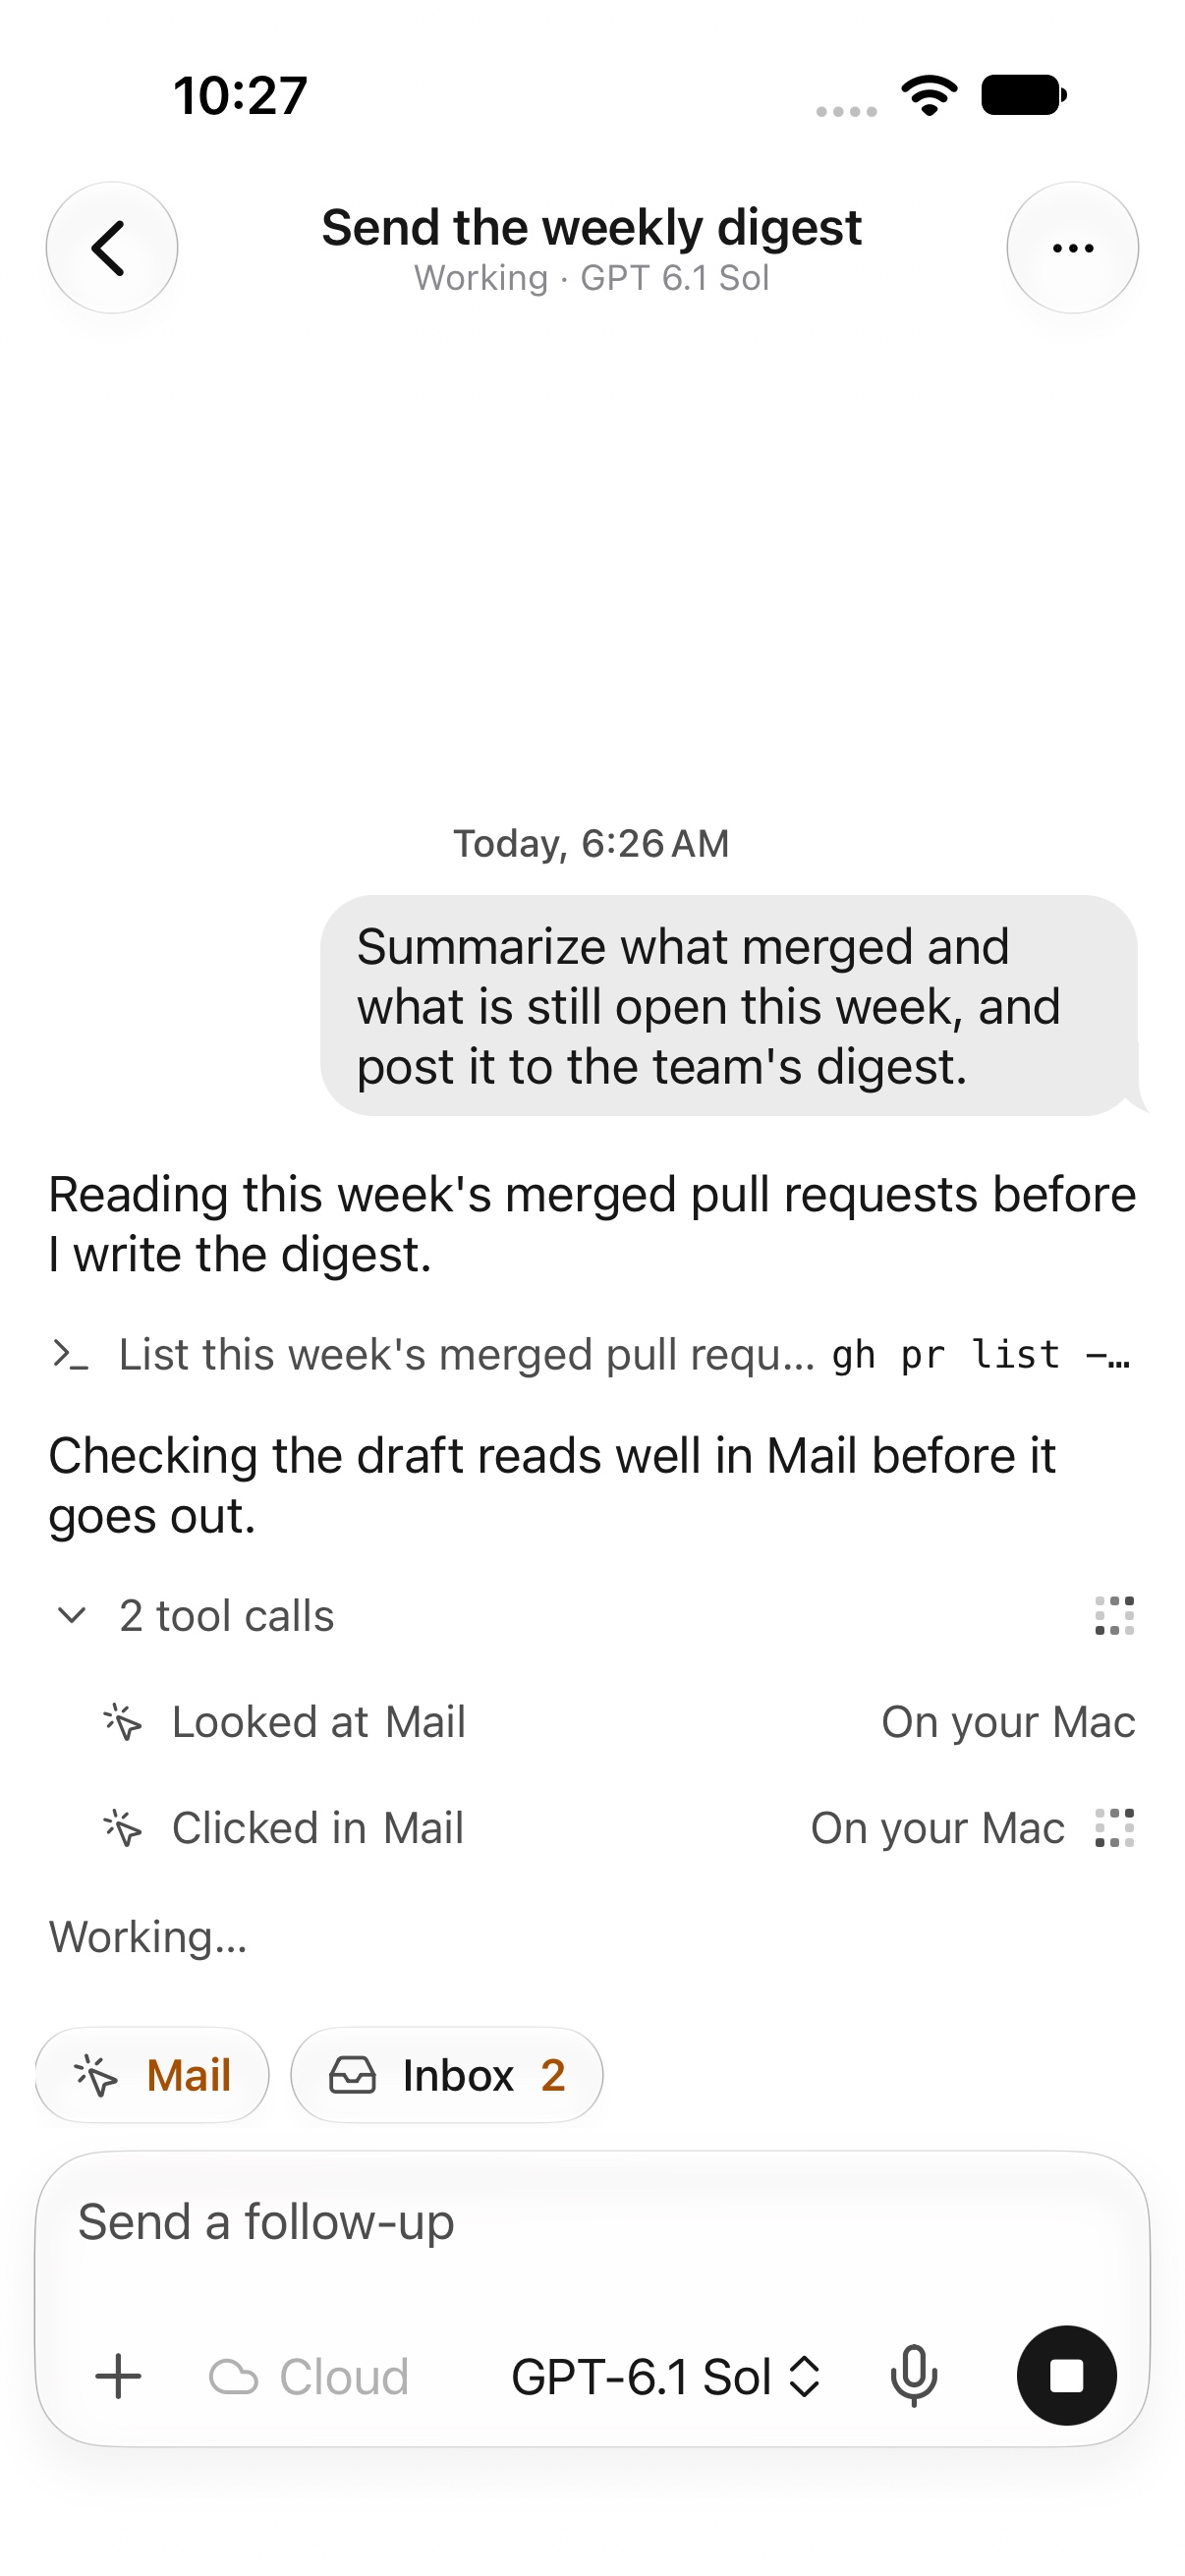 10:27
Send the weekly digest
Working · GPT 6.1 Sol
Today, 6:26 AM
Summarize what merged and
what is still open this week, and
post it to the team's digest.
Reading this week's merged pull requests before
I write the digest.
List this week's merged pull requ... gh pr list –…
Checking the draft reads well in Mail before it
goes out.
2 tool calls
Looked at Mail On your Mac
Clicked in Mail On your Mac
Working...
Mail Inbox 2
Send a follow-up
Cloud GPT-6.1 Sol